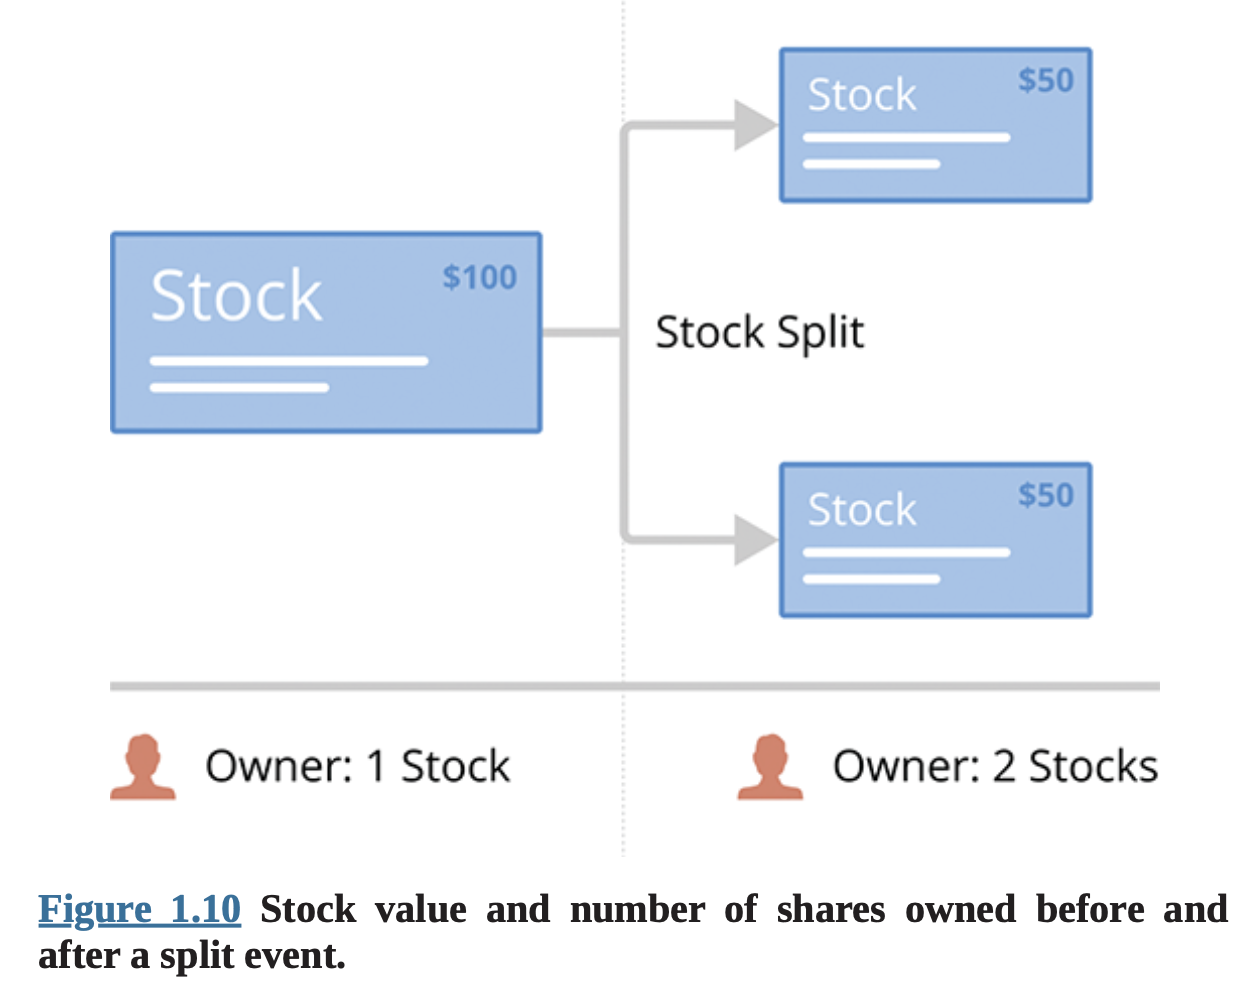 Stock $50
Stock $100
Stock Split
Stock $50
Owner: 1 Stock
Owner: 2 Stocks
Figure 1.10 Stock value and number of shares owned before and
after a split event.